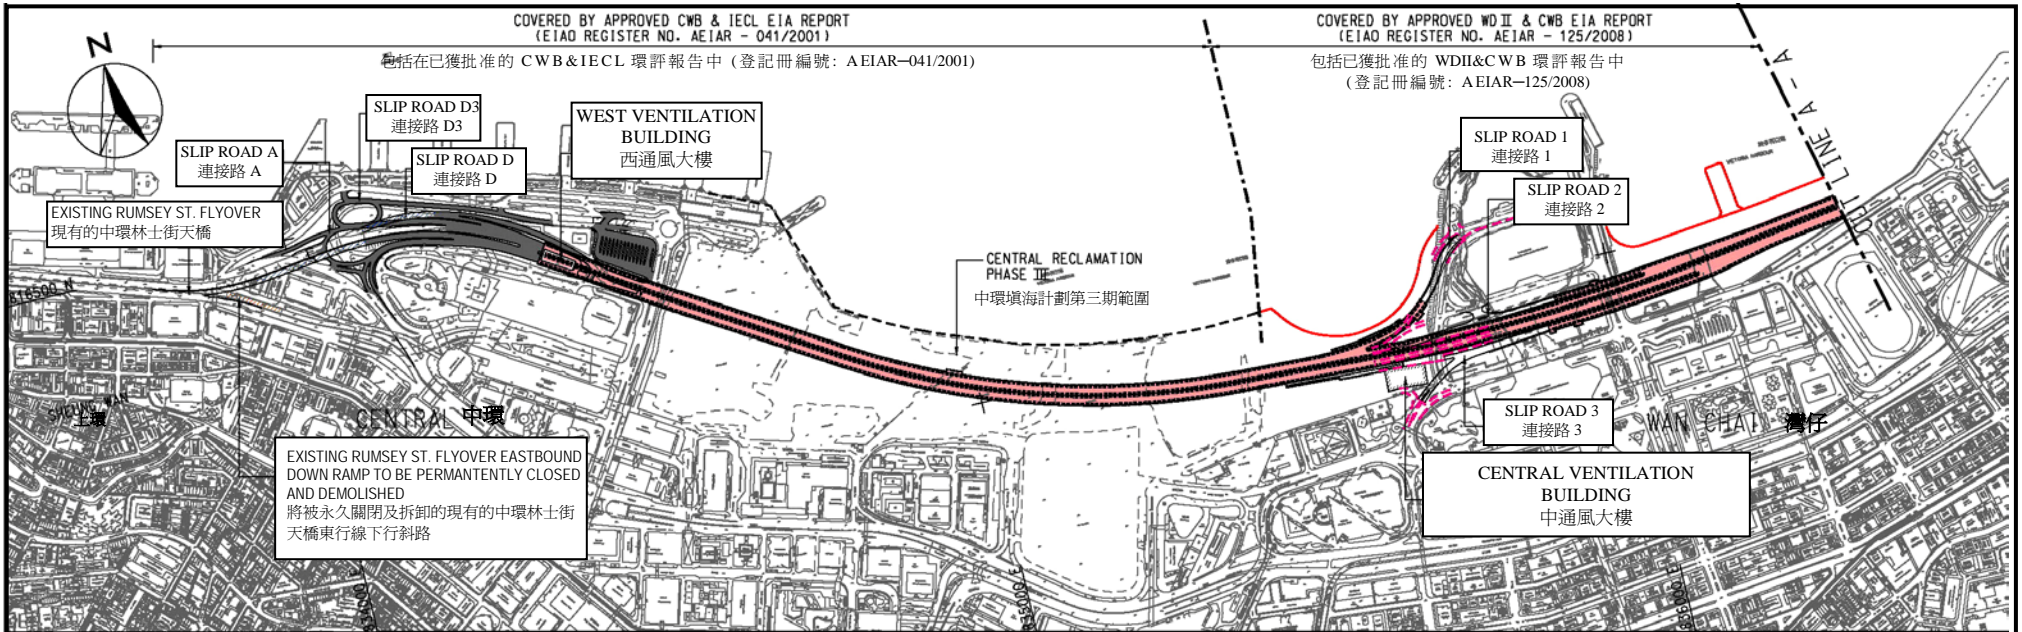 COVERED BY APPROVED CWB & IECL EIA REPORT
(EIAO REGISTER NO. AEIAR - 041/2001)
包括在已獲批准的 CWB&IECL 環評報告中 (登記冊編號: AEIAR-041/2001)
COVERED BY APPROVED WDII & CWB EIA REPORT
(EIAO REGISTER NO. AEIAR - 125/2008)
包括已獲批准的 WDII&CWB 環評報告中
(登記冊編號: AEIAR-125/2008)
N
SLIP ROAD A
連接路 A
SLIP ROAD D3
連接路 D3
SLIP ROAD D
連接路 D
WEST VENTILATION
BUILDING
西通風大樓
EXISTING RUMSEY ST. FLYOVER
現有的中環林士街天橋
SLIP ROAD 1
連接路 1
SLIP ROAD 2
連接路 2
CUT LINE A - A
VICTORIA HARBOUR
CENTRAL RECLAMATION
PHASE III
中環填海計劃第三期範圍
816500 N
SHEUNG WAN
上環
CENTRAL 中環
SLIP ROAD 3
連接路 3
WAN CHAI 灣仔
EXISTING RUMSEY ST. FLYOVER EASTBOUND
DOWN RAMP TO BE PERMANTENTLY CLOSED
AND DEMOLISHED
將被永久關閉及拆卸的現有的中環林士街
天橋東行線下行斜路
CENTRAL VENTILATION
BUILDING
中通風大樓
835000 E
836000 E